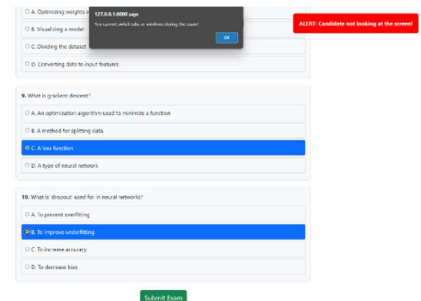 A. Optimizing weights
127.0.0.1:8000 says
You cannot switch tabs or windows during the exam!
OK
ALERT: Candidate not looking at the screen!
B. Visualizing a model
C. Dividing the dataset
D. Converting data to input features
9. What is gradient descent?
A. An optimization algorithm used to minimize a function
B. A method for splitting data
C. A loss function
D. A type of neural network
10. What is 'dropout' used for in neural networks?
A. To prevent overfitting
B. To improve underfitting
C. To increase accuracy
D. To decrease bias
Submit Exam